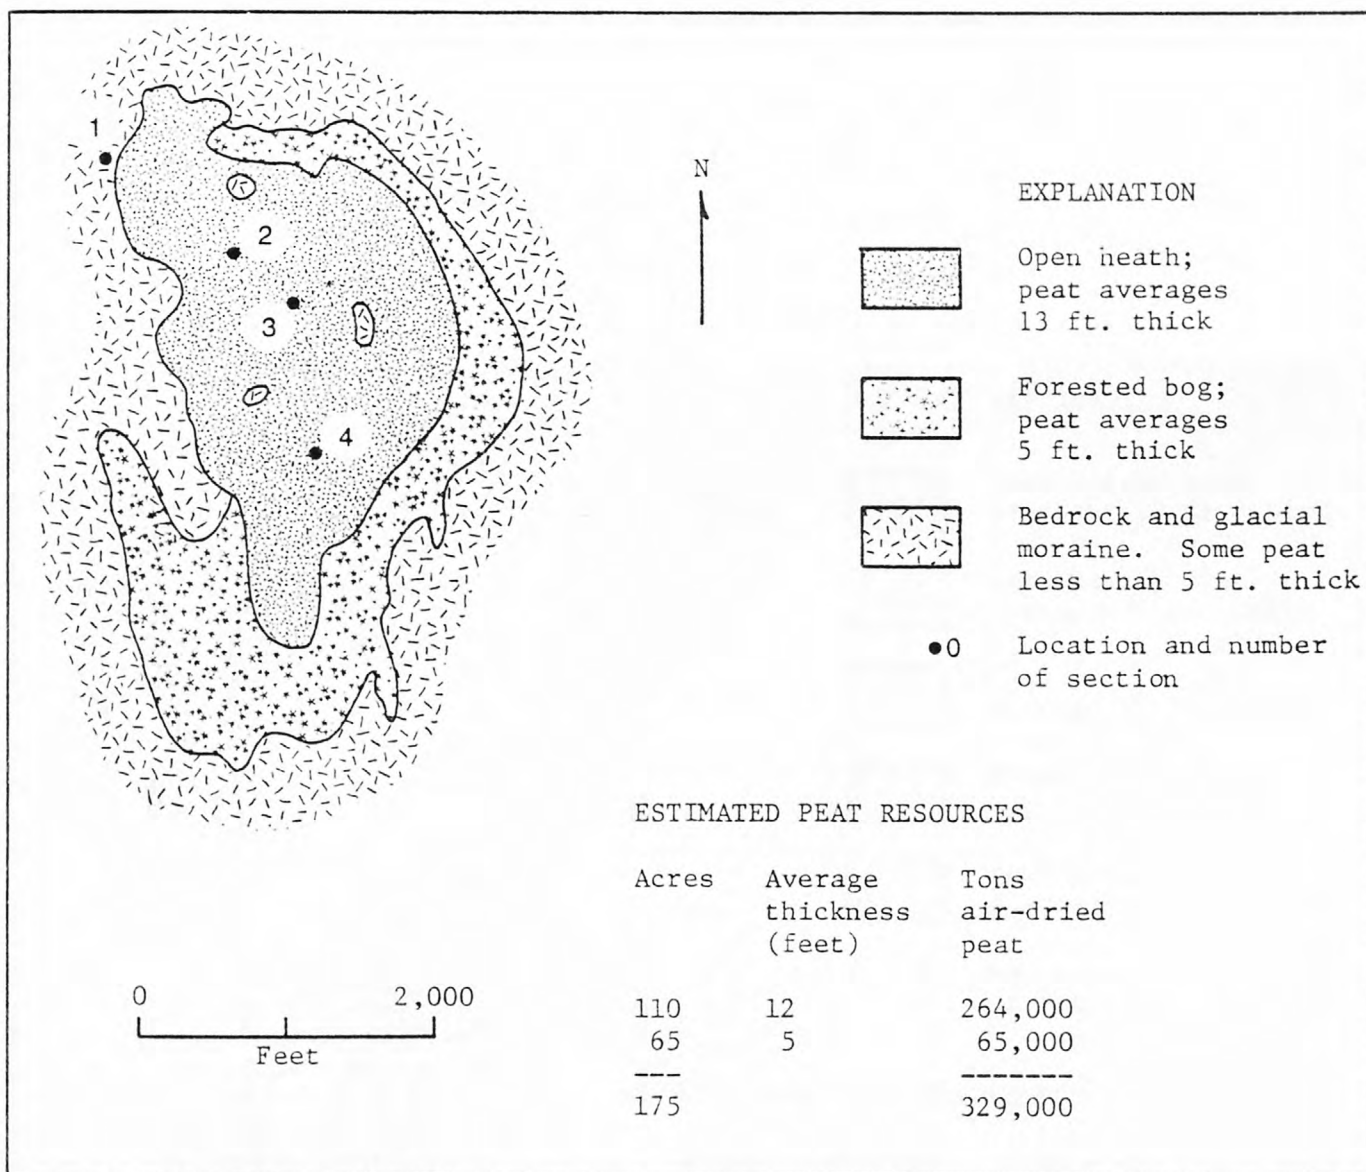 1
2
3
4
N
EXPLANATION
Open heath;
peat averages
13 ft. thick
Forested bog;
peat averages
5 ft. thick
Bedrock and glacial
moraine. Some peat
less than 5 ft. thick
0 Location and number
of section
ESTIMATED PEAT RESOURCES
Acres Average Tons
thickness air-dried
(feet) peat
110 12 264,000
65 5 65,000
--- -------
175 329,000
0 2,000
Feet